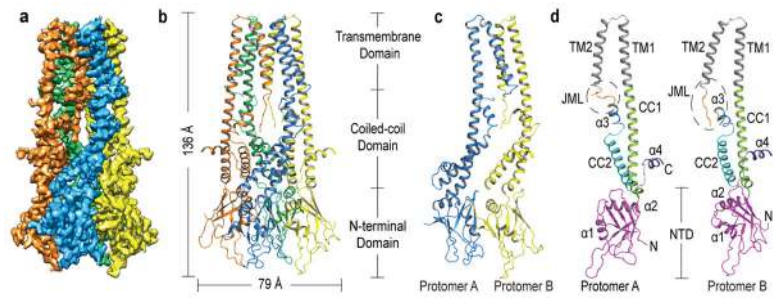 a
b
c
d
136 Å
79 Å
Transmembrane
Domain
Coiled-coil
Domain
N-terminal
Domain
Protomer A
Protomer B
TM2
TM1
JML
α3
CC1
α4
C
CC2
α2
α1
N
NTD
Protomer A
TM2
TM1
JML
α3
CC1
α4
CC2
α2
N
α1
Protomer B